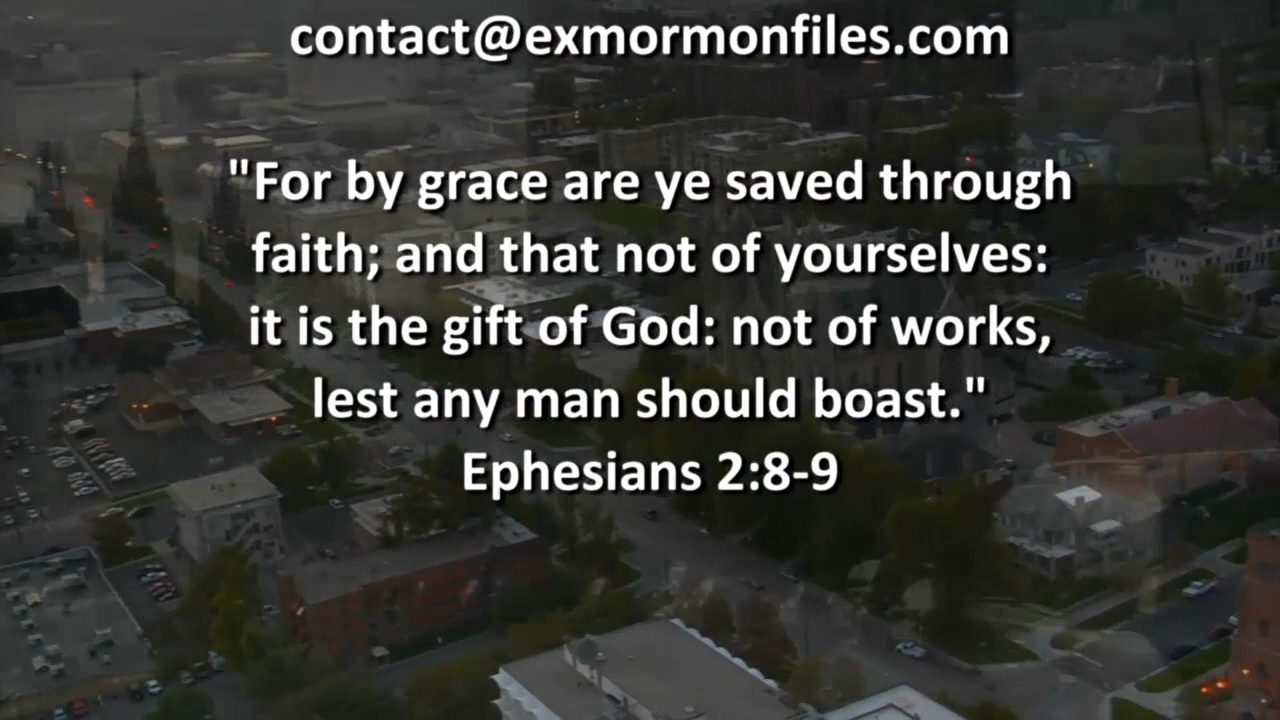 contact@exmormonfiles.com
"For by grace are ye saved through
faith; and that not of yourselves:
it is the gift of God: not of works,
lest any man should boast."
Ephesians 2:8-9